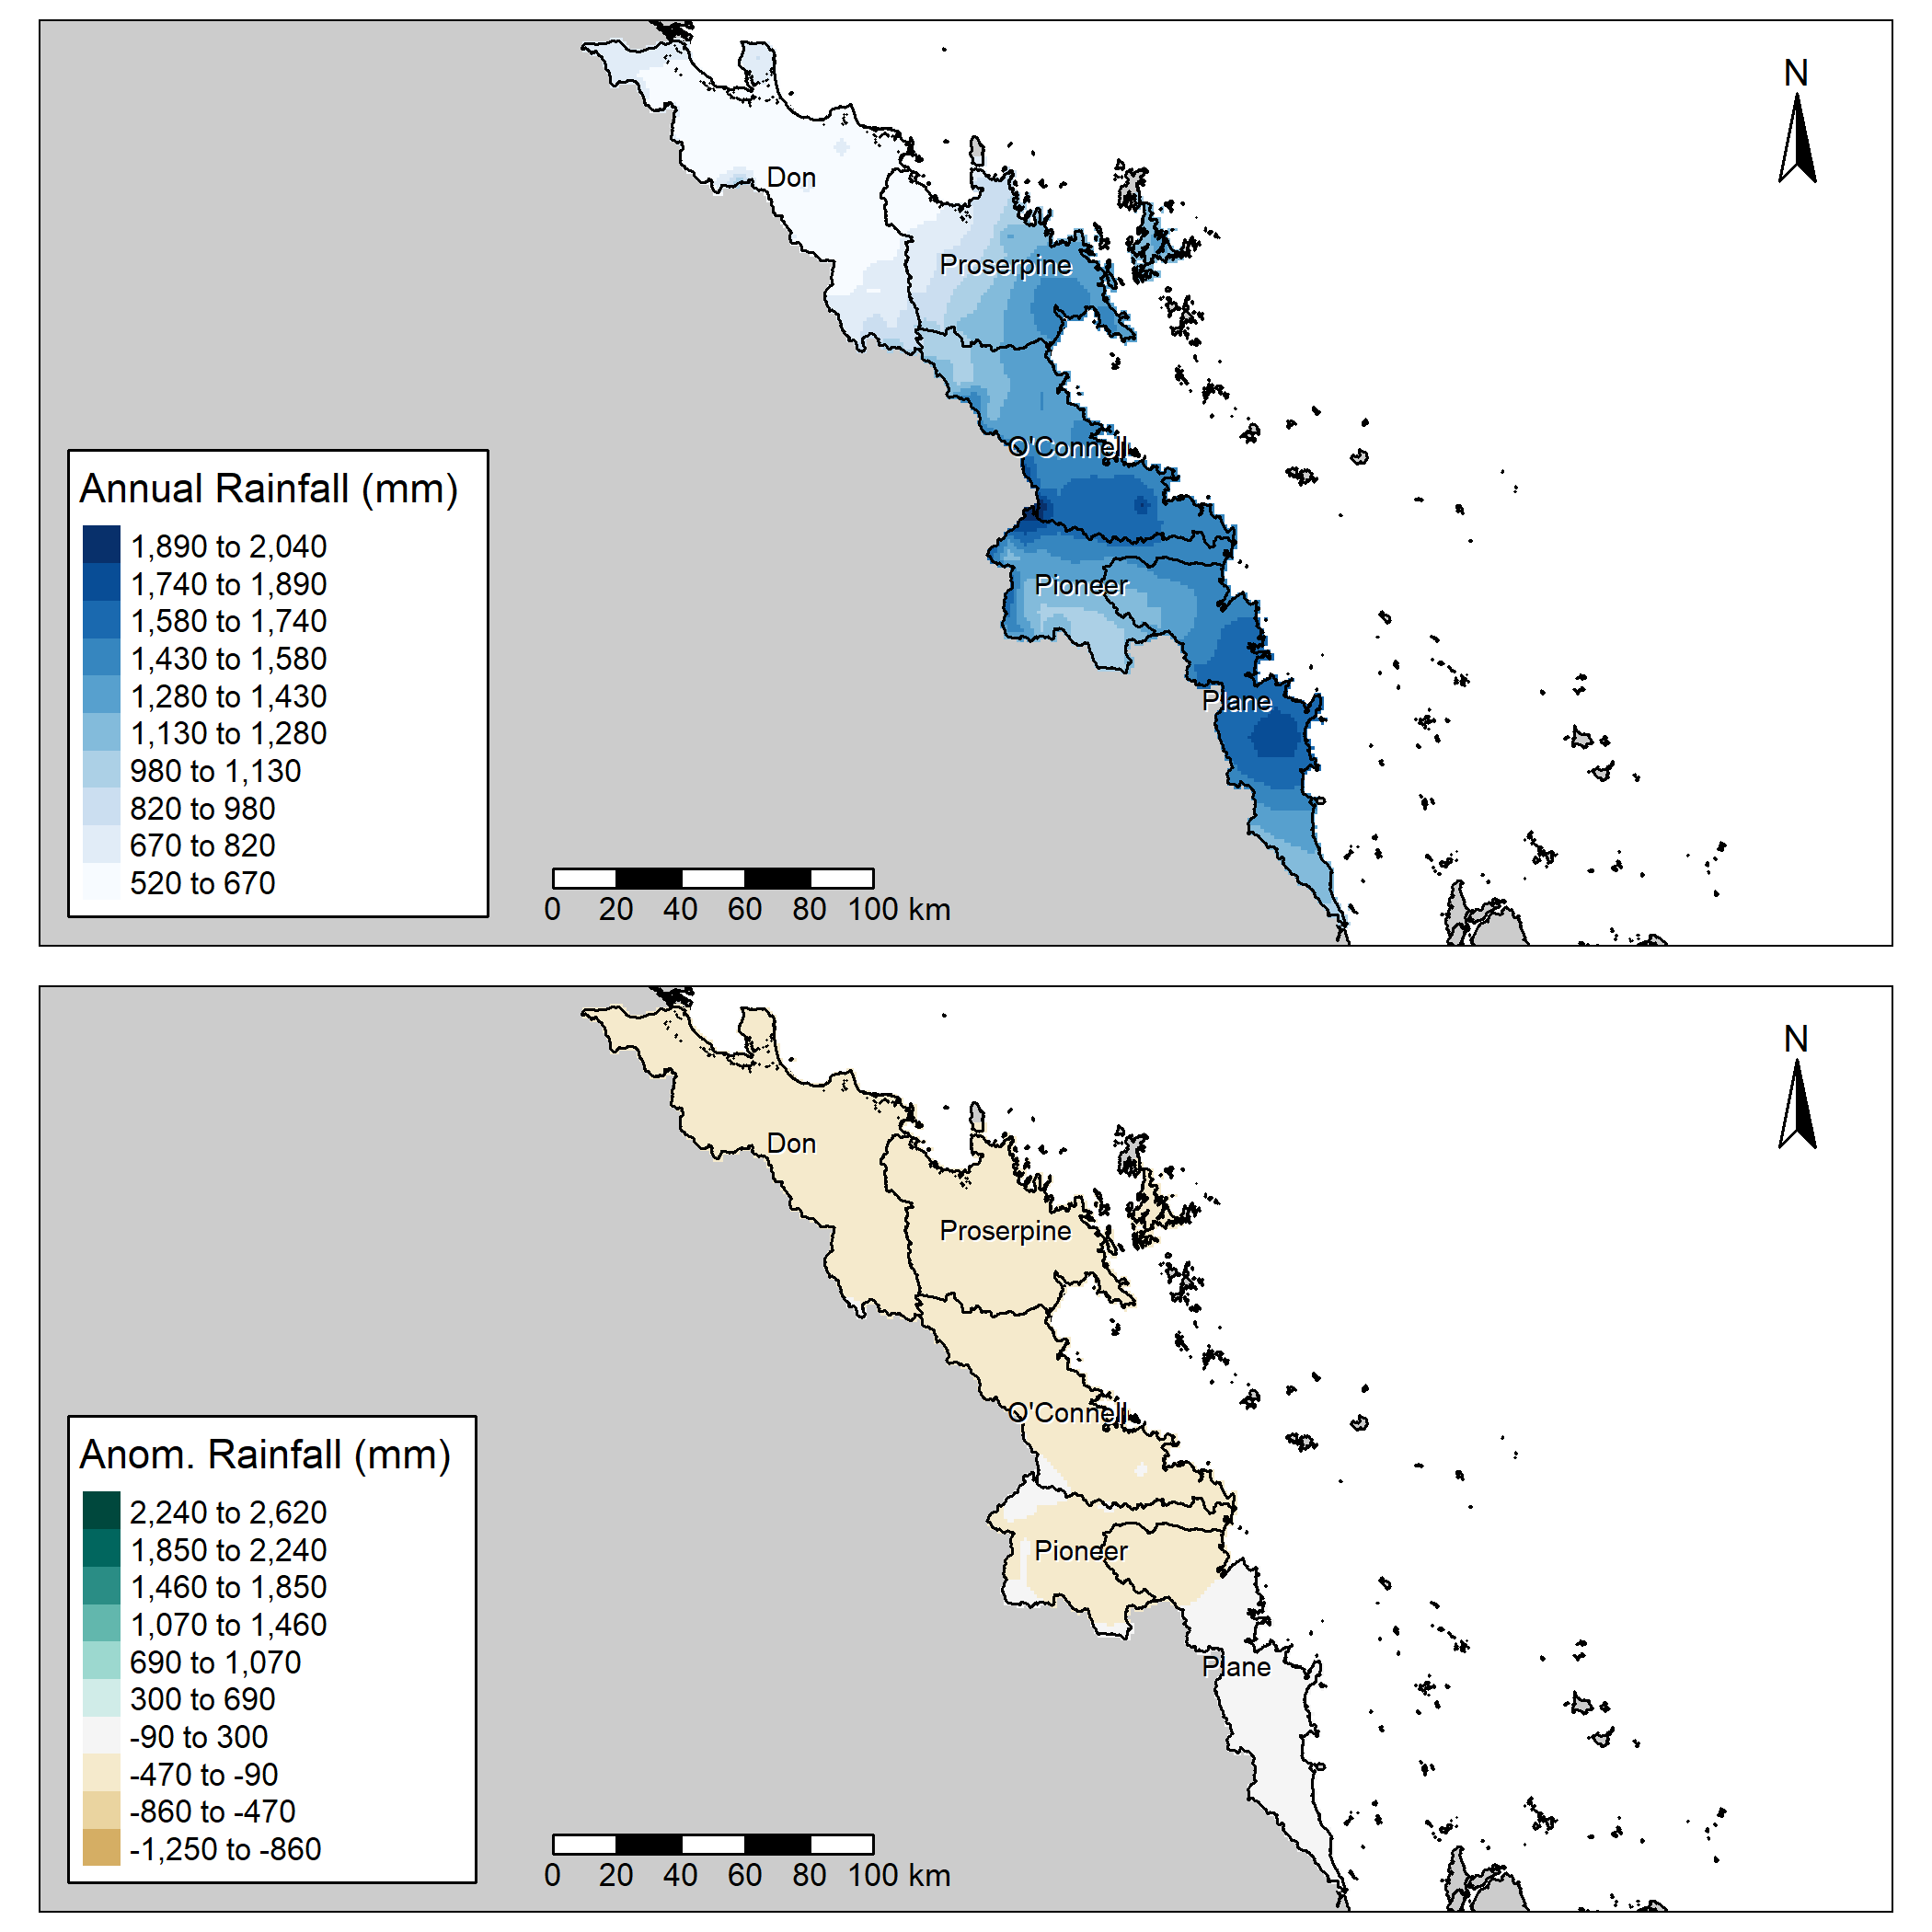 N
Don
Proserpine
O'Connell
Pioneer
Plane
Annual Rainfall (mm)
1,890 to 2,040
1,740 to 1,890
1,580 to 1,740
1,430 to 1,580
1,280 to 1,430
1,130 to 1,280
980 to 1,130
820 to 980
670 to 820
520 to 670
0 20 40 60 80 100 km
N
Don
Proserpine
O'Connell
Pioneer
Plane
Anom. Rainfall (mm)
2,240 to 2,620
1,850 to 2,240
1,460 to 1,850
1,070 to 1,460
690 to 1,070
300 to 690
-90 to 300
-470 to -90
-860 to -470
-1,250 to -860
0 20 40 60 80 100 km